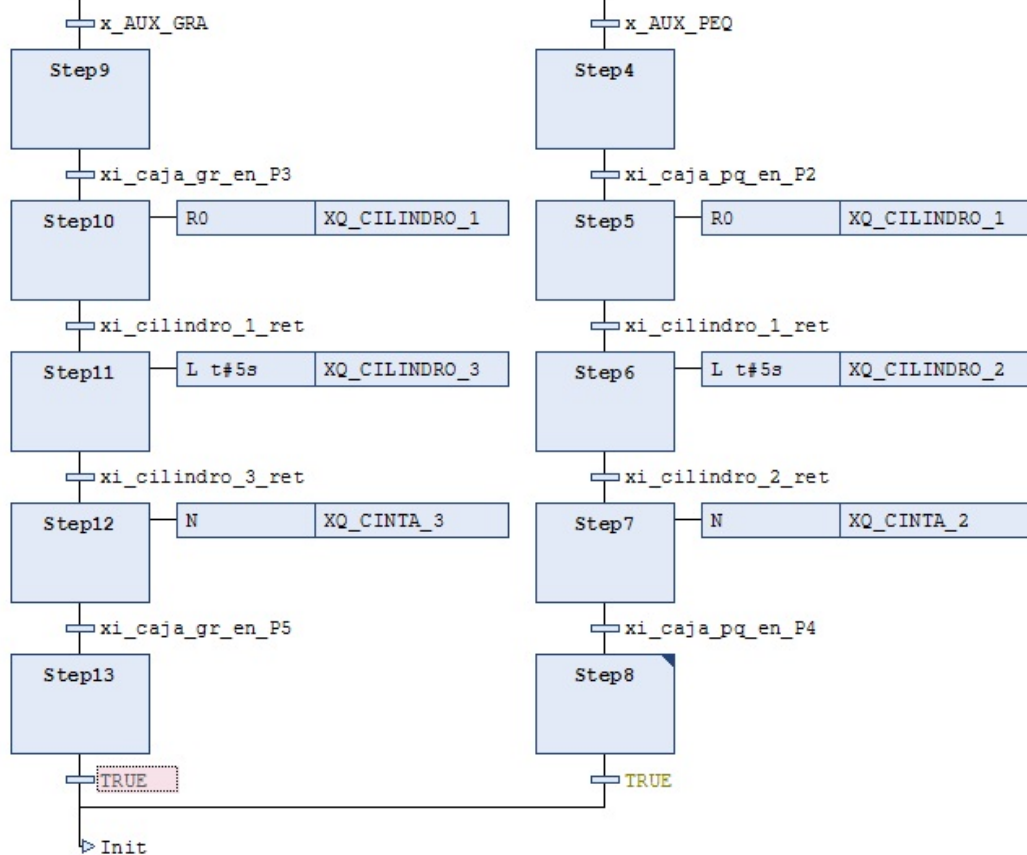 x_AUX_GRA x_AUX_PEQ
Step9 Step4
xi_caja_gr_en_P3 xi_caja_pq_en_P2
Step10 R0 XQ_CILINDRO_1 Step5 R0 XQ_CILINDRO_1
xi_cilindro_1_ret xi_cilindro_1_ret
Step11 L t#5s XQ_CILINDRO_3 Step6 L t#5s XQ_CILINDRO_2
xi_cilindro_3_ret xi_cilindro_2_ret
Step12 N XQ_CINTA_3 Step7 N XQ_CINTA_2
xi_caja_gr_en_P5 xi_caja_pq_en_P4
Step13 Step8
TRUE TRUE
Init